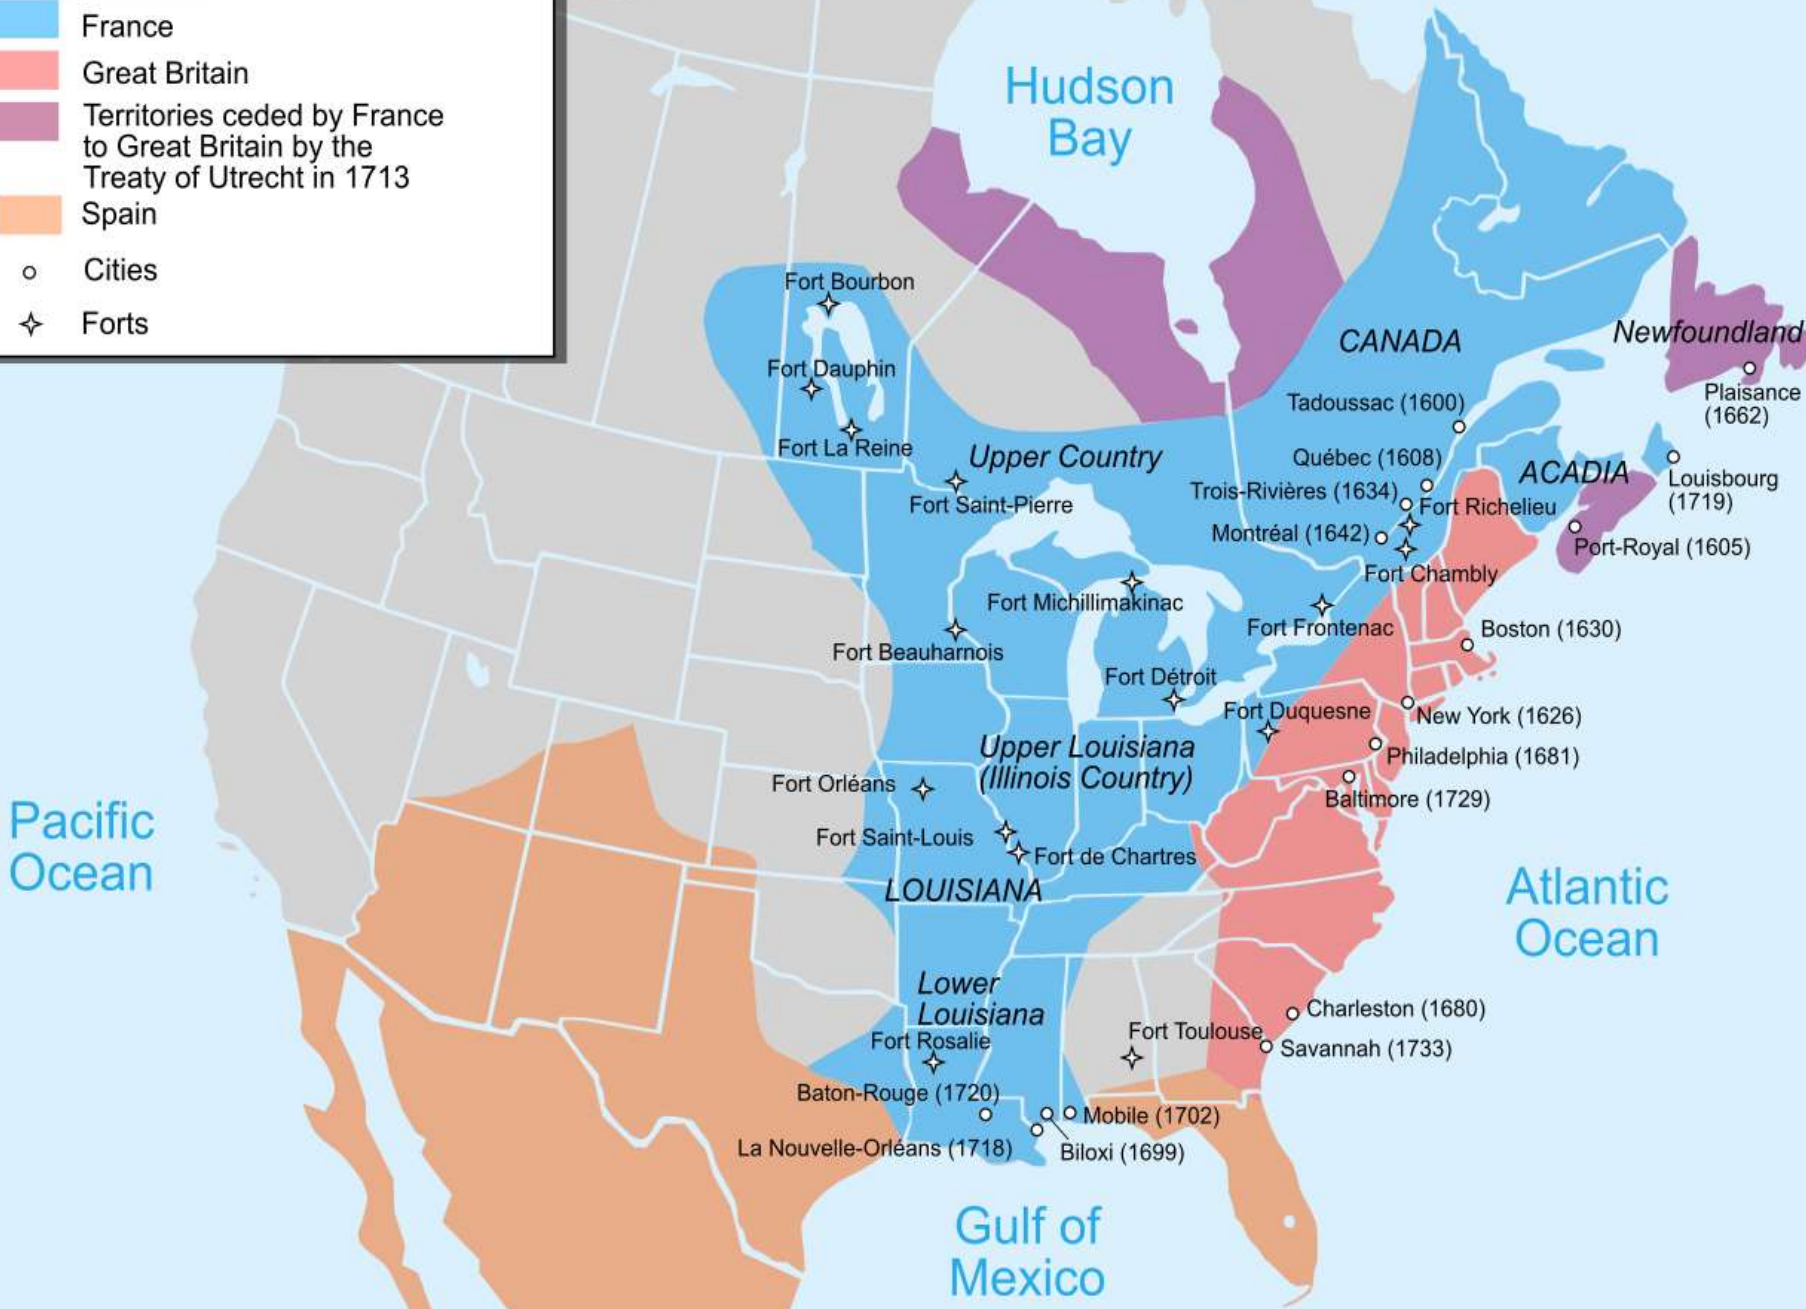 France
Great Britain
Territories ceded by France
to Great Britain by the
Treaty of Utrecht in 1713
Spain
Cities
Forts
Hudson
Bay
Fort Bourbon
Fort Dauphin
Fort La Reine
CANADA
Newfoundland
Plaisance
(1662)
Tadoussac (1600)
Upper Country
Québec (1608)
ACADIA
Louisbourg
(1719)
Trois-Rivières (1634)
Fort Saint-Pierre
Fort Richelieu
Montréal (1642)
Port-Royal (1605)
Fort Chambly
Fort Michillimakinac
Fort Frontenac
Boston (1630)
Fort Beauharnois
Fort Détroit
Fort Duquesne
New York (1626)
Upper Louisiana
(Illinois Country)
Philadelphia (1681)
Fort Orléans
Baltimore (1729)
Pacific
Ocean
Fort Saint-Louis
Fort de Chartres
LOUISIANA
Atlantic
Ocean
Lower
Louisiana
Charleston (1680)
Fort Toulouse
Fort Rosalie
Savannah (1733)
Baton-Rouge (1720)
Mobile (1702)
La Nouvelle-Orléans (1718)
Biloxi (1699)
Gulf of
Mexico